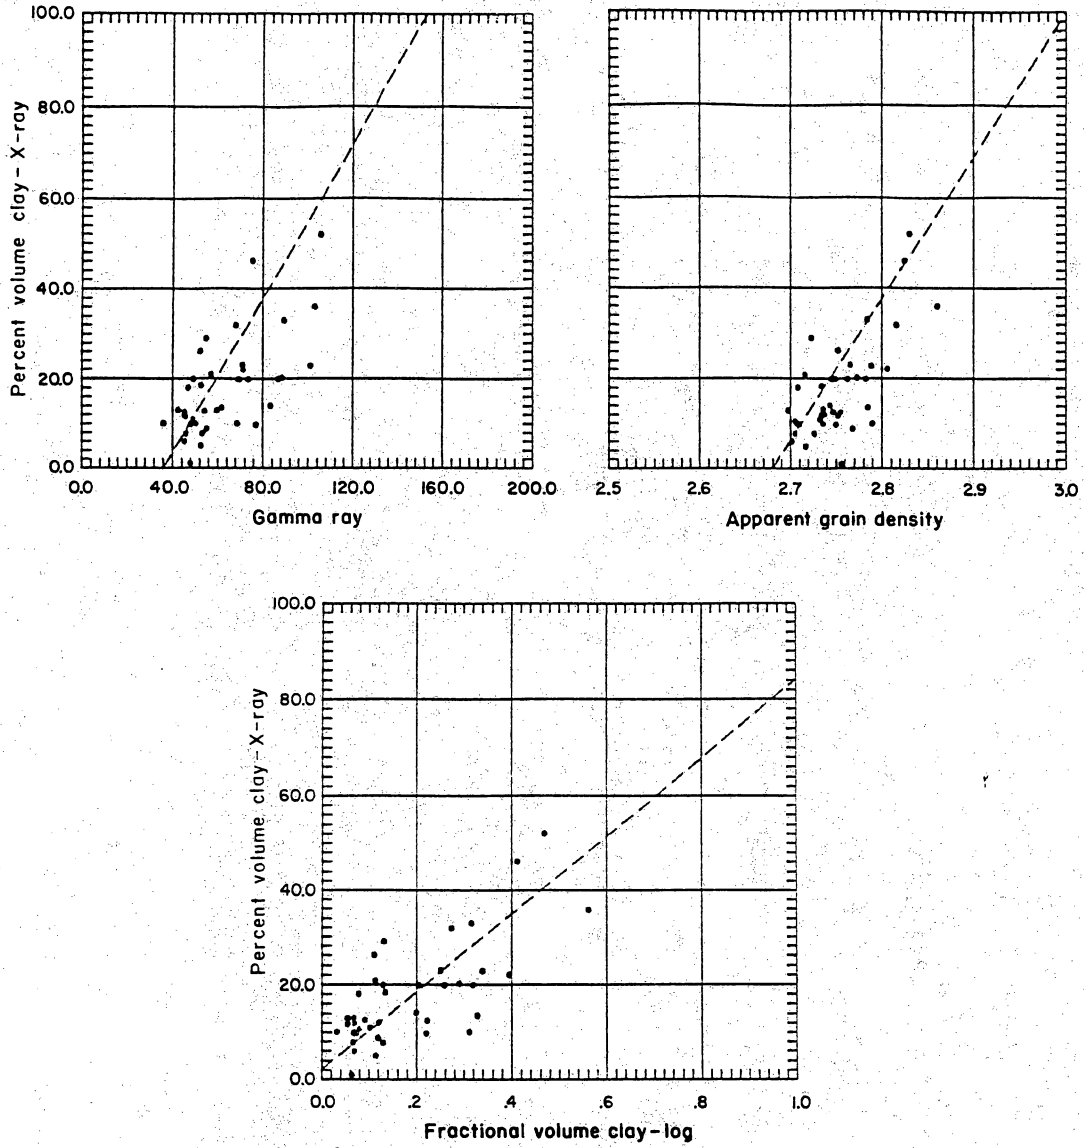 100.0
80.0
60.0
40.0
20.0
0.0
Percent volume clay-X-ray
0.0 40.0 80.0 120.0 160.0 200.0
Gamma ray
2.5 2.6 2.7 2.8 2.9 3.0
Apparent grain density
100.0
80.0
60.0
40.0
20.0
0.0
Percent volume clay-X-ray
0.0 .2 .4 .6 .8 1.0
Fractional volume clay-log